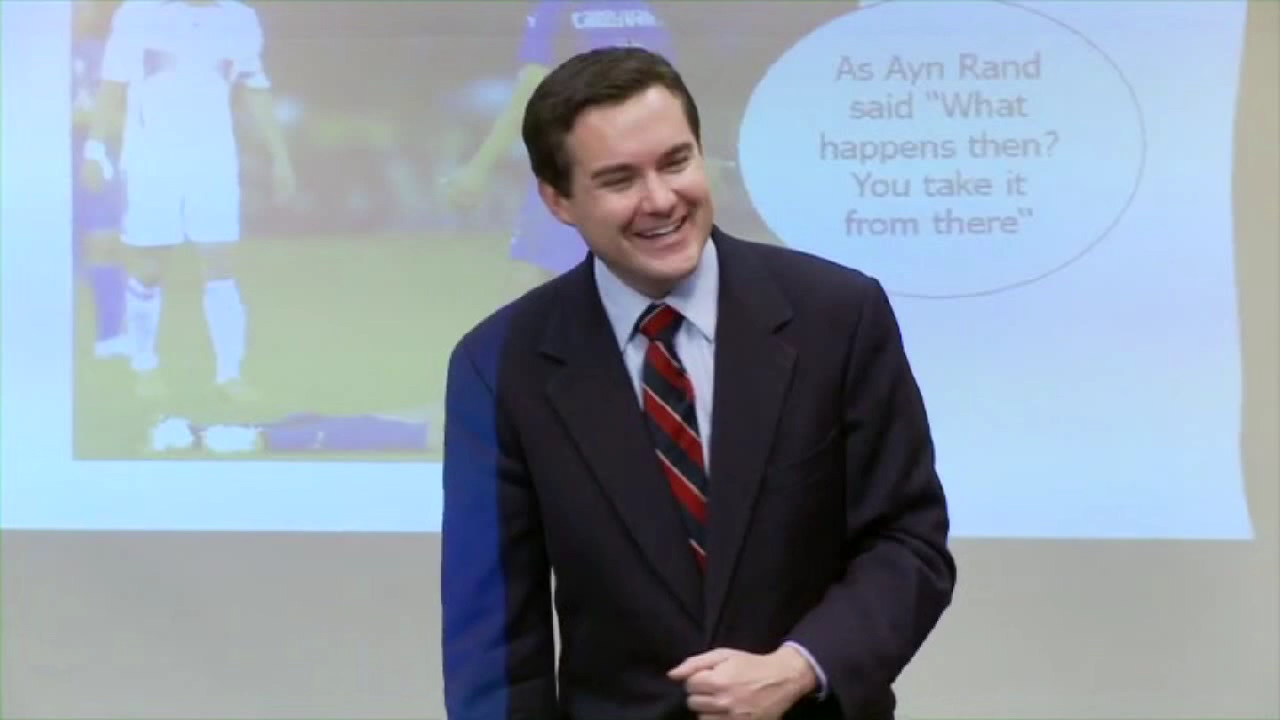 As Ayn Rand
said "What
happens then?
You take it
from there"